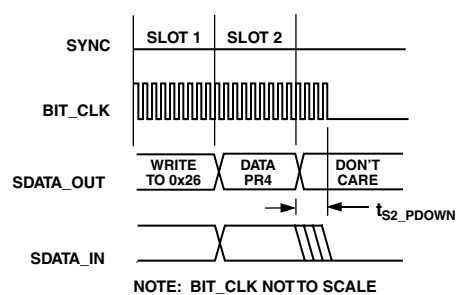 SLOT 1 SLOT 2
SYNC
BIT_CLK
WRITE TO 0x26
DATA PR4
DON'T CARE
SDATA_OUT
tS2_PDOWN
SDATA_IN
NOTE: BIT_CLK NOT TO SCALE